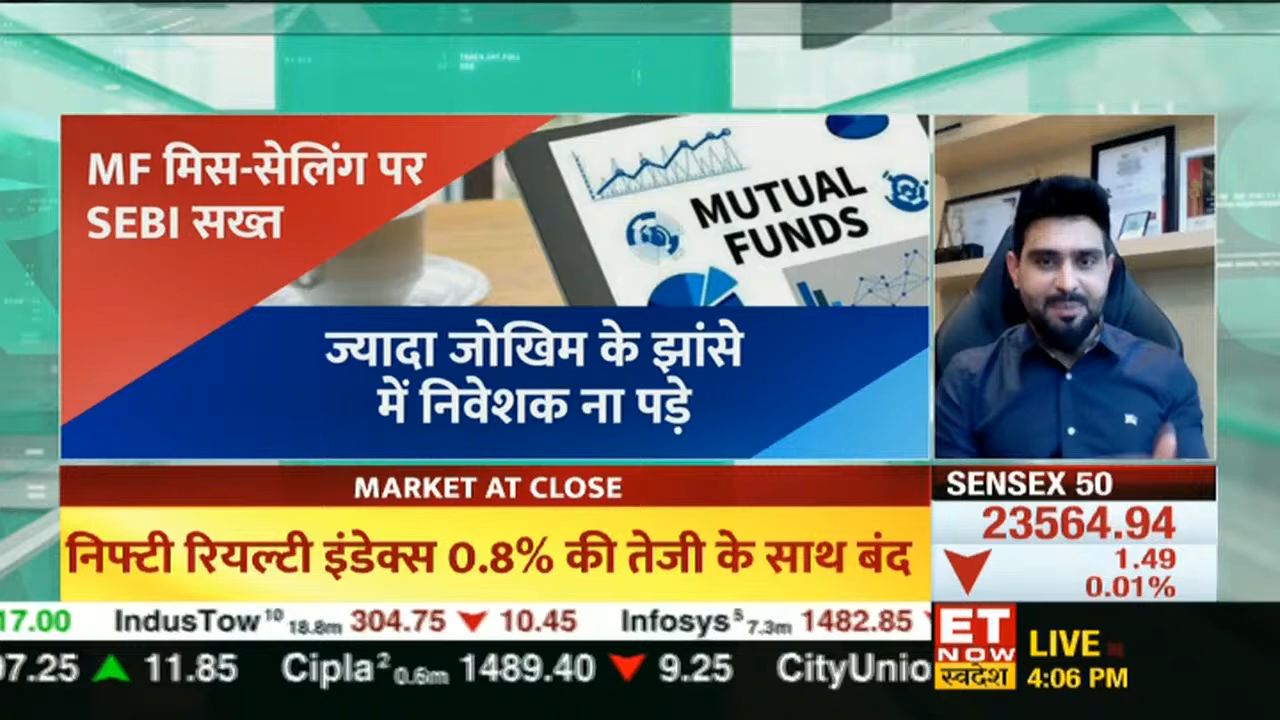 MF मिस-सेलिंग पर
SEBI सख्त
MUTUAL
FUNDS
ज्यादा जोखिम के झांसे
में निवेशक ना पड़े
MARKET AT CLOSE
निफ्टी रियल्टी इंडेक्स 0.8% की तेजी के साथ बंद
SENSEX 50
23564.94
1.49
0.01%
17.00 IndusTow 10 18.8m 304.75 10.45 Infosys 5 7.3m 1482.85
97.25 11.85 Cipla 2 0.6m 1489.40 9.25 CityUnio
ET
NOW
स्वदेश
LIVE
4:06 PM